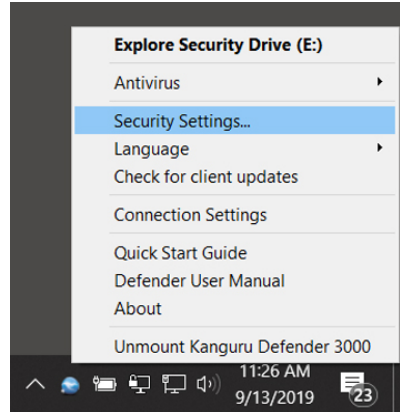 Explore Security Drive (E:)
Antivirus
Security Settings...
Language
Check for client updates
Connection Settings
Quick Start Guide
Defender User Manual
About
Unmount Kanguru Defender 3000
11:26 AM
9/13/2019
23